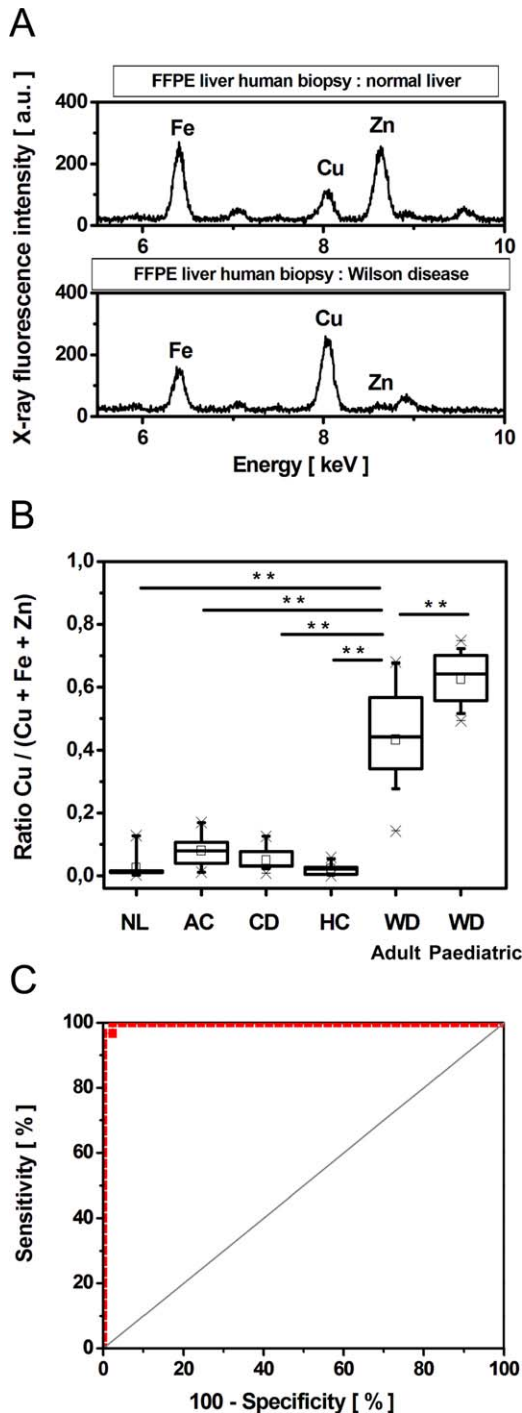 A
FFPE liver human biopsy : normal liver
X-ray fluorescence intensity [ a.u. ]
400
200
0
Fe
Cu
Zn
6
8
10
FFPE liver human biopsy : Wilson disease
400
200
0
Fe
Cu
Zn
6
8
10
Energy [ keV ]
B
Ratio Cu / (Cu + Fe + Zn)
1,0
0,8
0,6
0,4
0,2
0,0
* *
* *
* *
* *
* *
NL
AC
CD
HC
WD
WD
Adult
Paediatric
C
Sensitivity [ % ]
100
80
60
40
20
0
0
20
40
60
80
100
100 - Specificity [ % ]